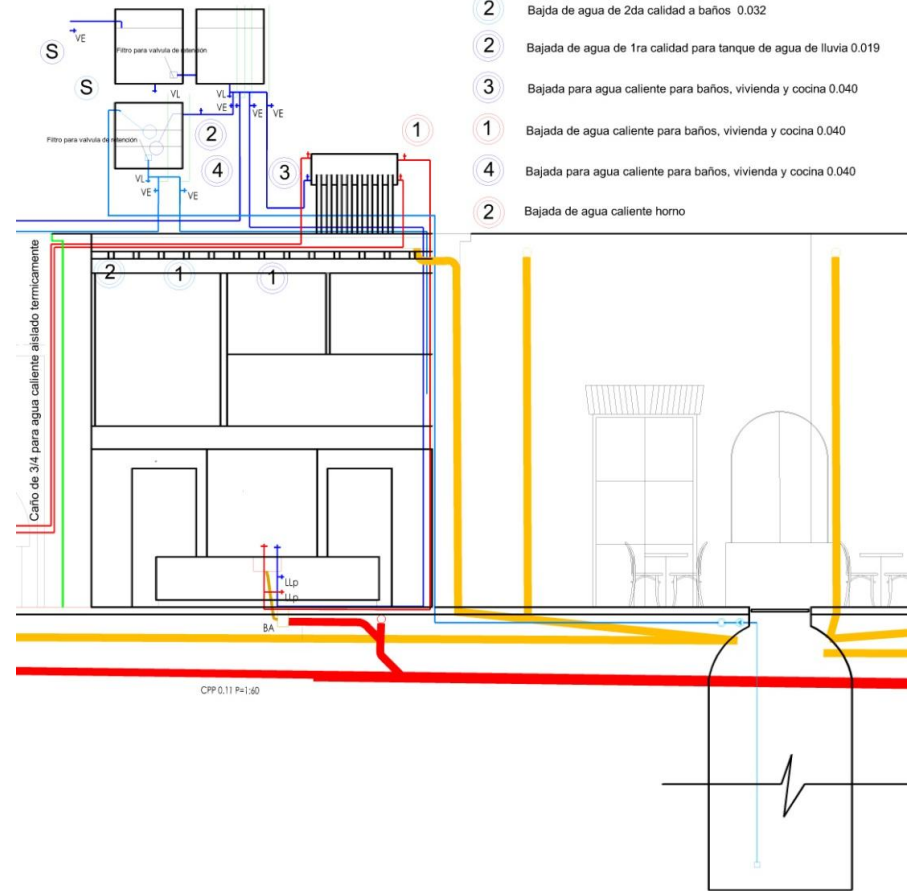 2 Bajda de agua de 2da calidad a baños 0.032
S VE
Filtro para valvula de retención
2 Bajada de agua de 1ra calidad para tanque de agua de lluvia 0.019
S VL VL
3 Bajada para agua caliente para baños, vivienda y cocina 0.040
VE VE VE
Filtro para valvula de retención
2 1
1 Bajada de agua caliente para baños, vivienda y cocina 0.040
4 3
4 Bajada para agua caliente para baños, vivienda y cocina 0.040
VL
VE VE
2 Bajada de agua caliente horno
2 1 1
Caño de 3/4 para agua caliente aislado termicamente
LLp
LLp
BA
CPP 0.11 P=1:60